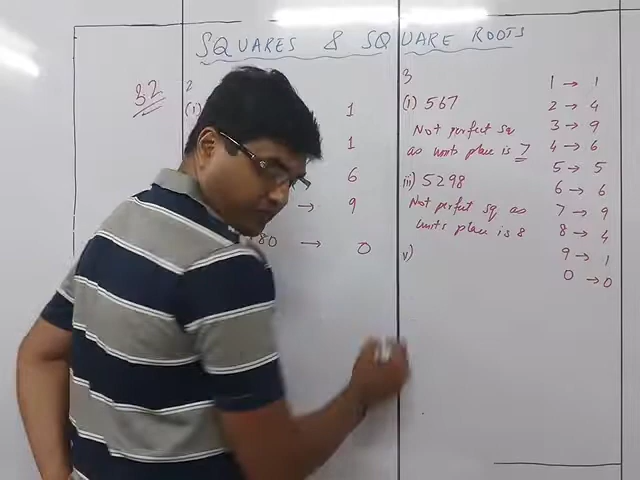 SQUARES & SQUARE ROOTS
32
2
(i)
1
1
6
→ 9
80 → 0
3
(i) 567
Not perfect sq
as units place is 7
iii) 5298
Not perfect sq as
units place is 8
v)
1 → 1
2 → 4
3 → 9
4 → 6
5 → 5
6 → 6
7 → 9
8 → 4
9 → 1
0 → 0